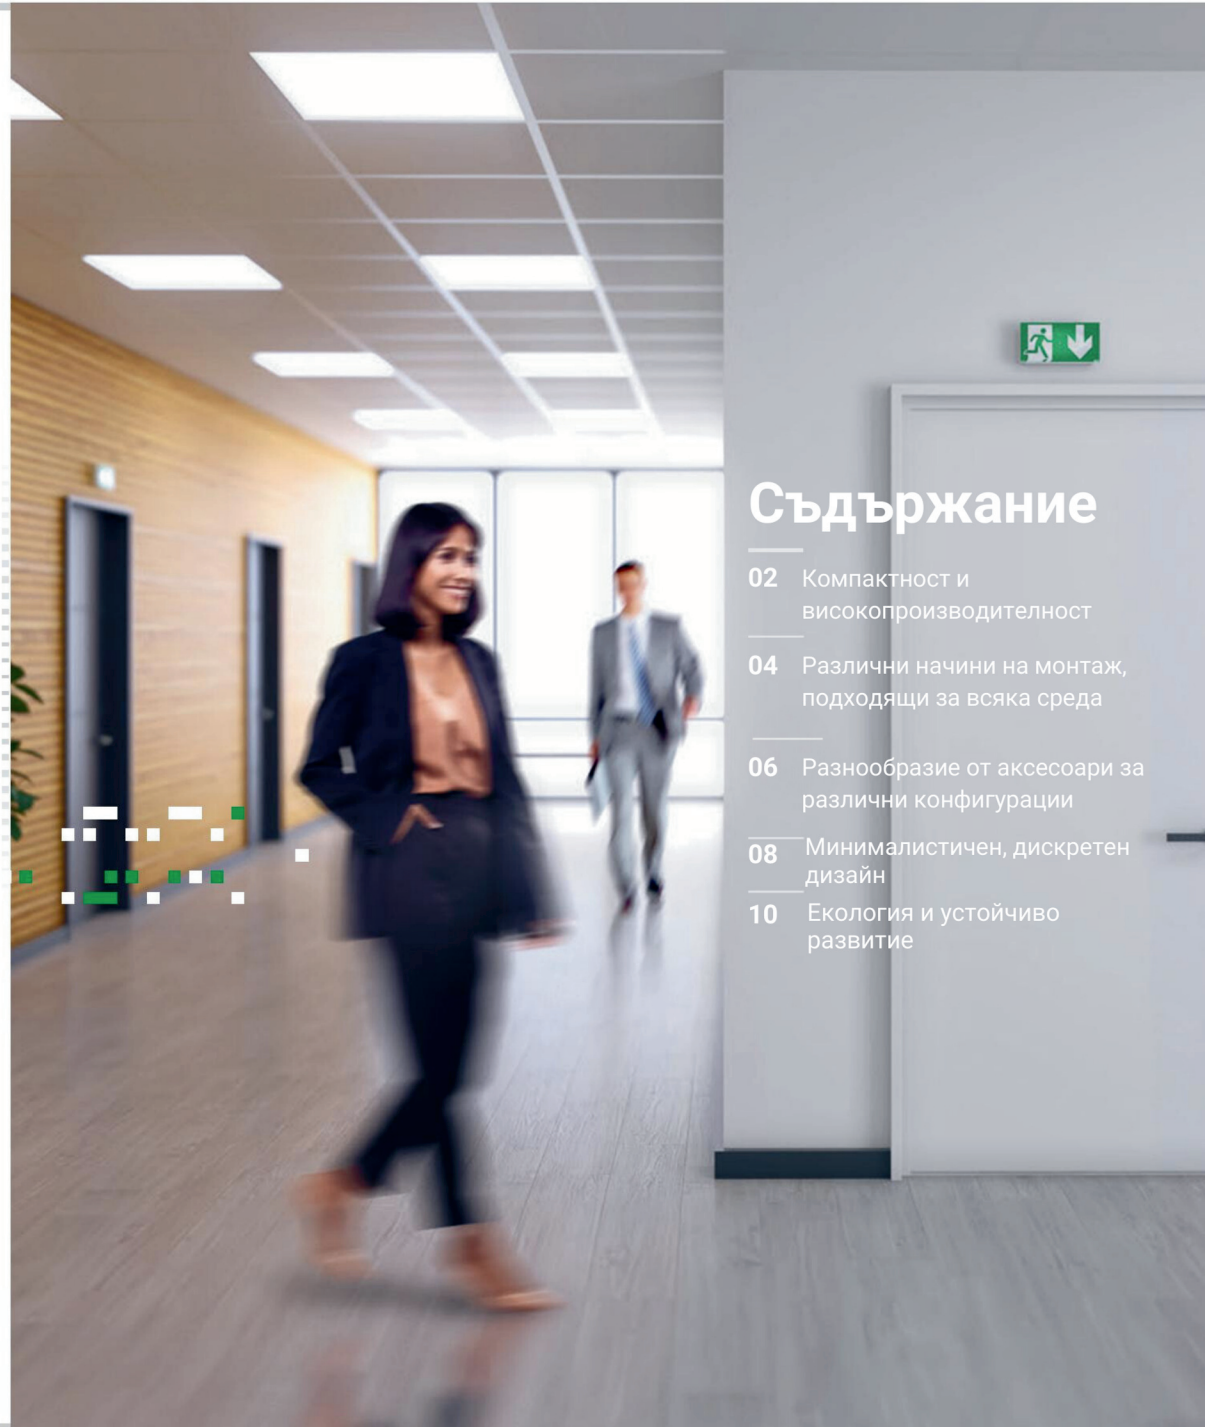 Съдържание
02 Компактност и
високопроизводителност
04 Различни начини на монтаж,
подходящи за всяка среда
06 Разнообразие от аксесоари за
различни конфигурации
08 Минималистичен, дискретен
дизайн
10 Екология и устойчиво
развитие